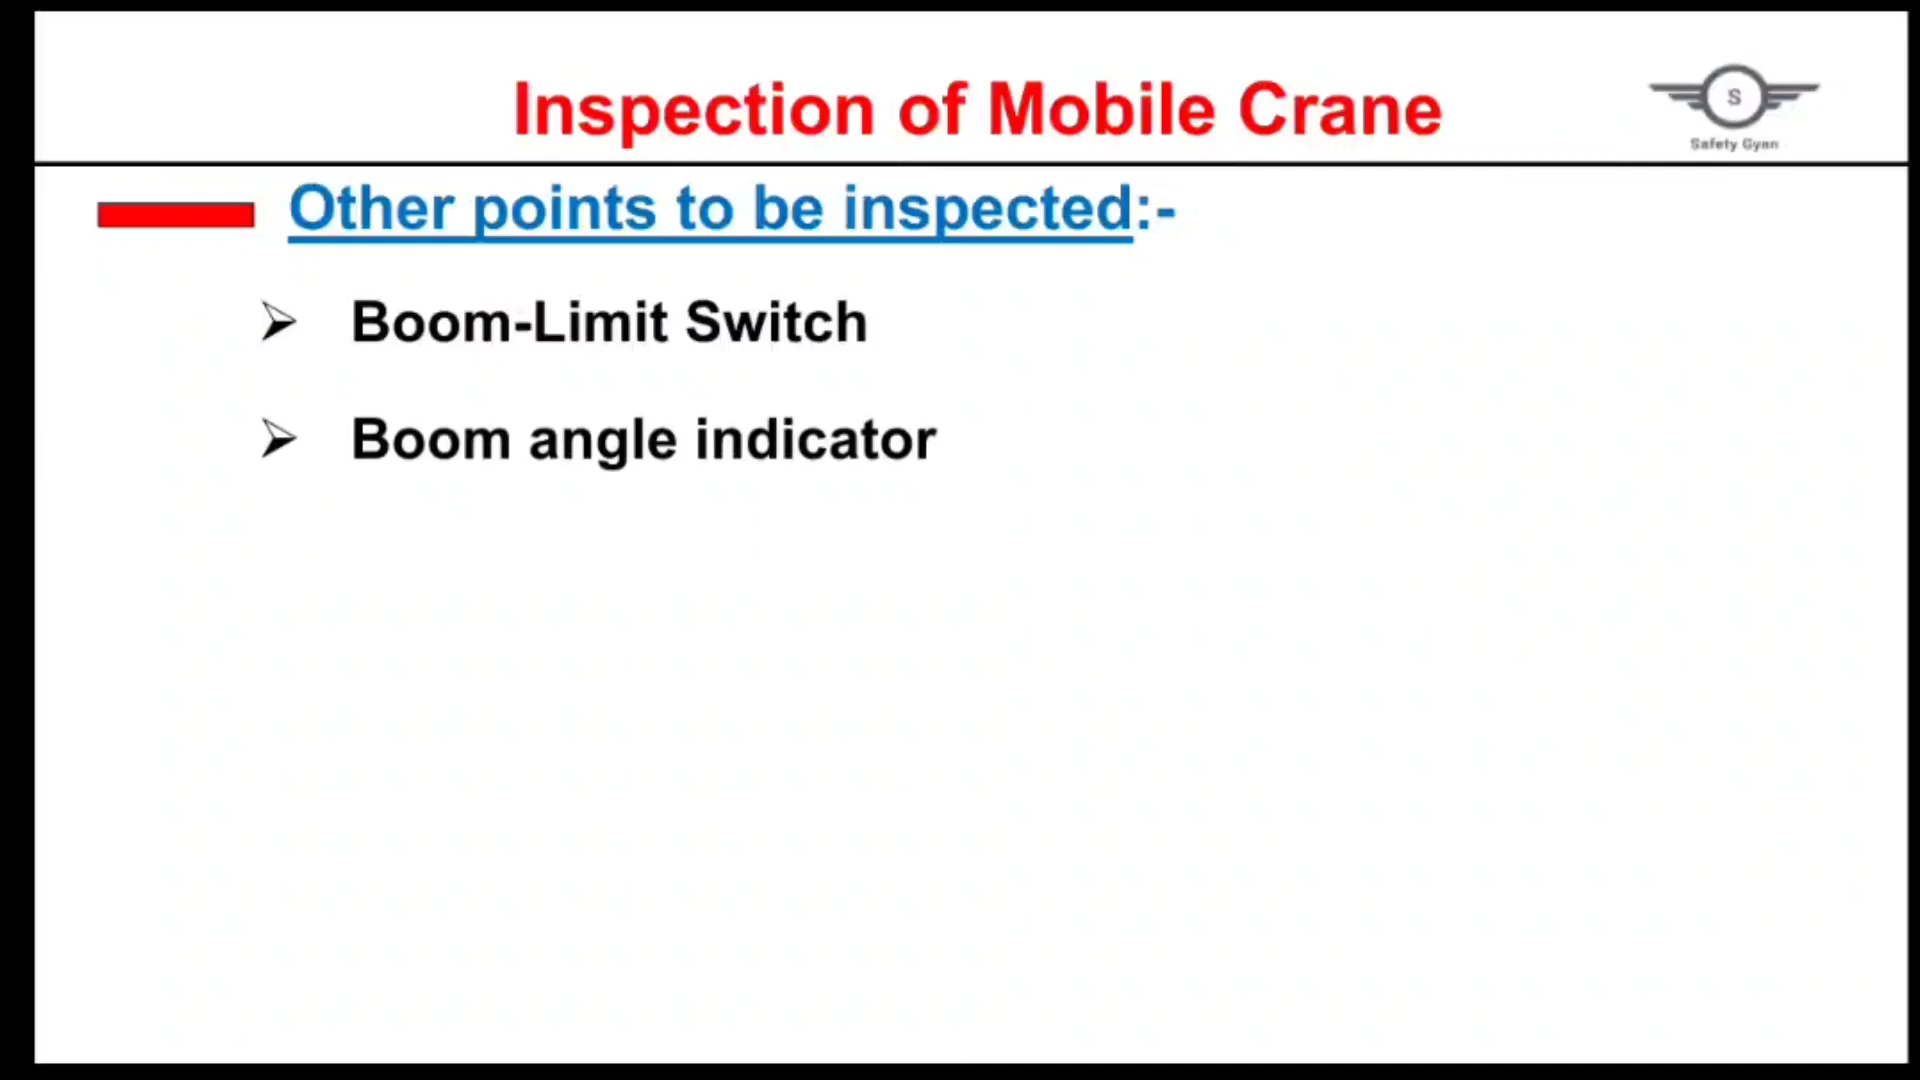 Inspection of Mobile Crane
S
Safety Gyan
Other points to be inspected:-
Boom-Limit Switch
Boom angle indicator